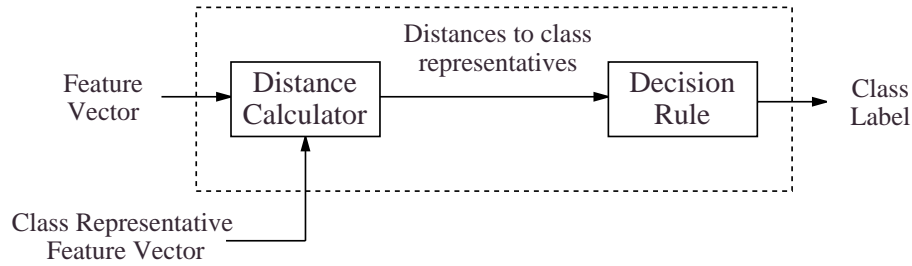 Distances to class
representatives
Feature
Vector
Distance
Calculator
Decision
Rule
Class
Label
Class Representative
Feature Vector